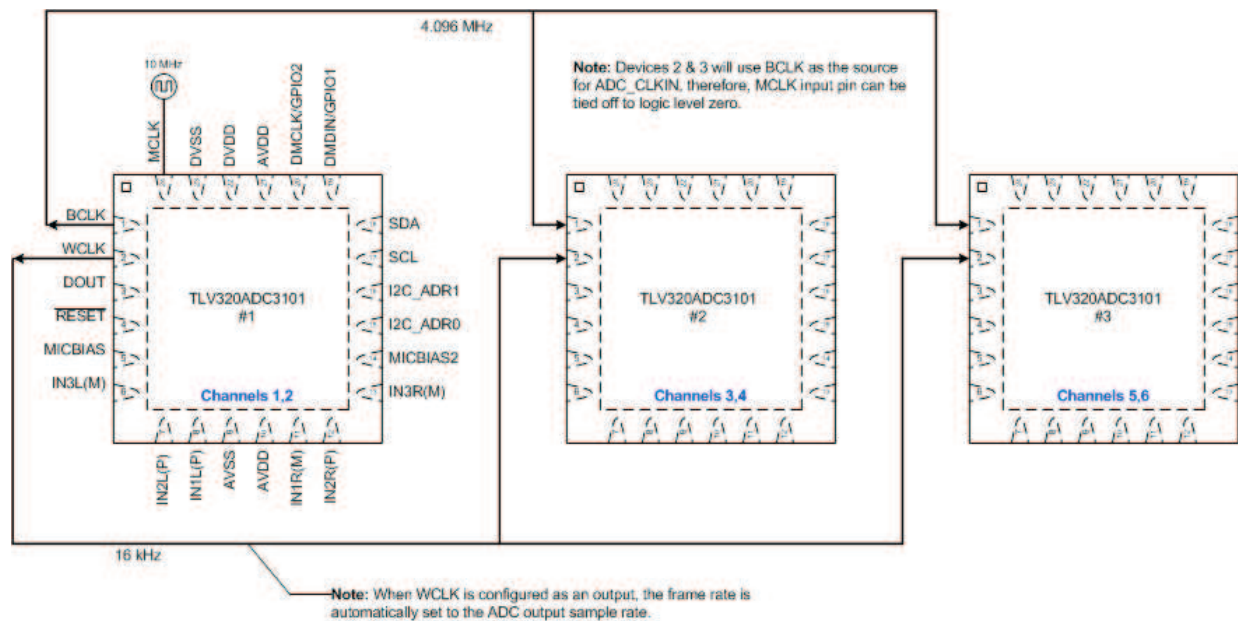 4.096 MHz
Note: Devices 2 & 3 will use BCLK as the source
for ADC_CLKIN, therefore, MCLK input pin can be
tied off to logic level zero.
10 MHz
MCLK
DVSS
DVDD
AVDD
DMCLK/GPIO2
DMDIN/GPIO1
BCLK
WCLK
DOUT
RESET
MICBIAS
IN3L(M)
SDA
SCL
I2C_ADR1
I2C_ADR0
MICBIAS2
IN3R(M)
TLV320ADC3101
#1
Channels 1,2
TLV320ADC3101
#2
Channels 3,4
TLV320ADC3101
#3
Channels 5,6
IN2L(P)
IN1L(P)
AVSS
AVDD
IN1R(M)
IN2R(P)
16 kHz
Note: When WCLK is configured as an output, the frame rate is
automatically set to the ADC output sample rate.